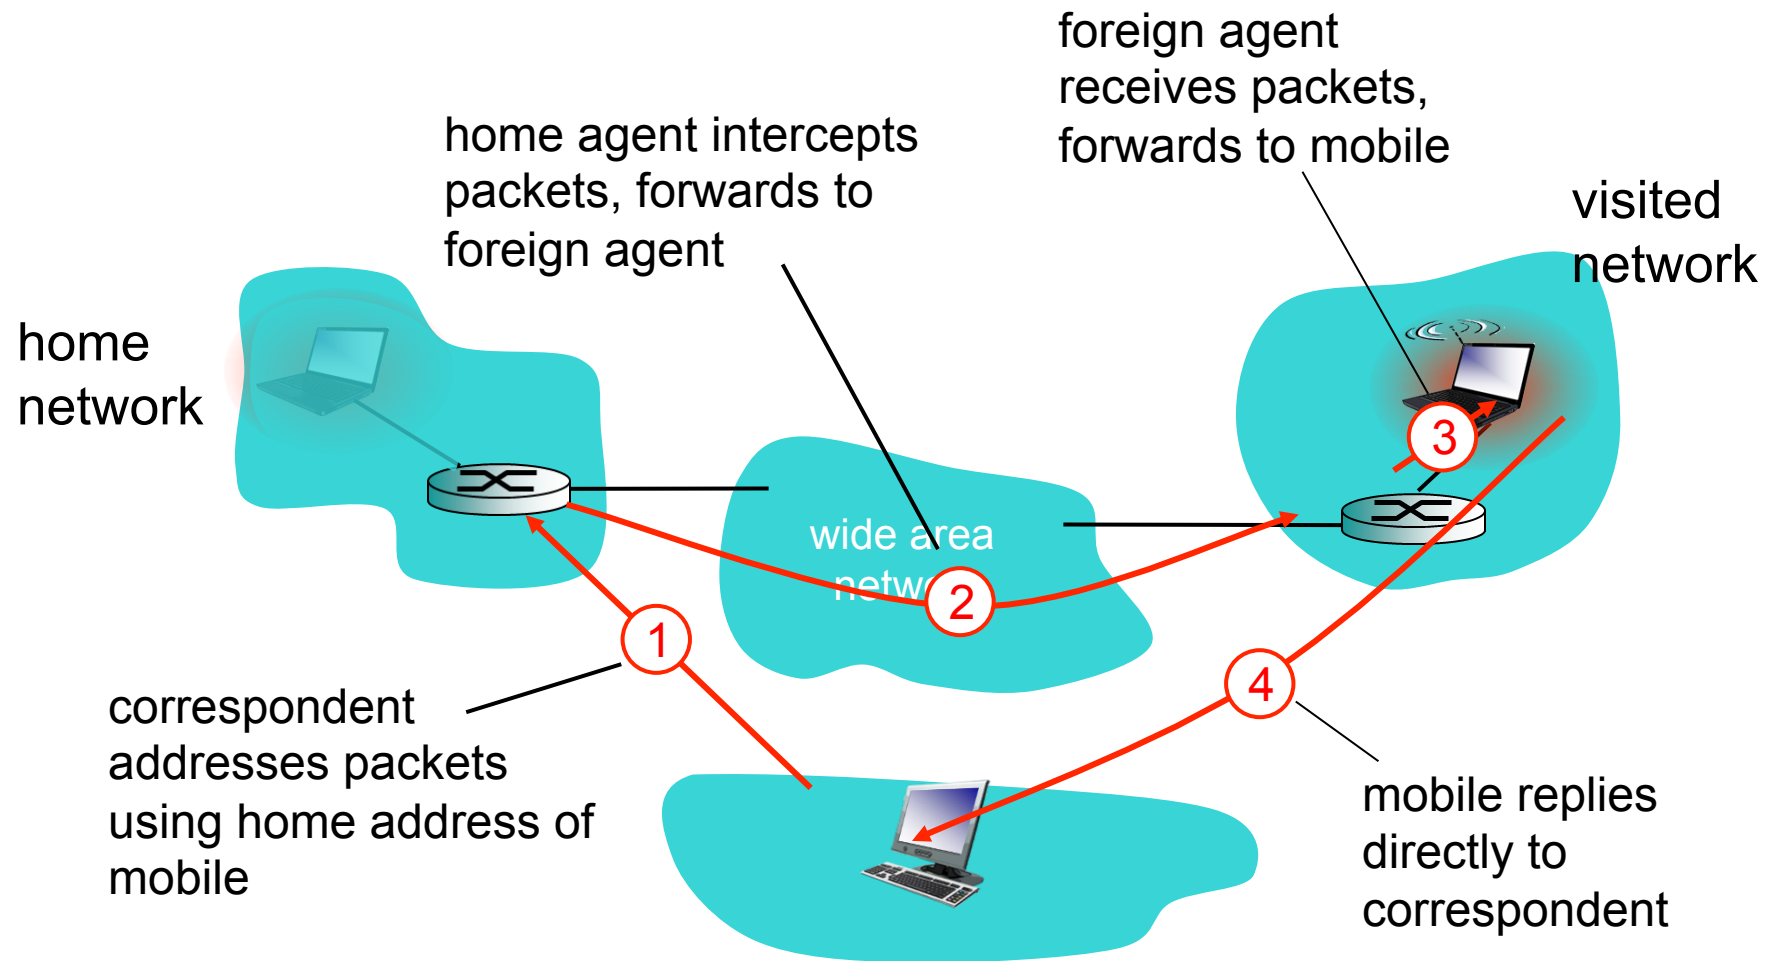 foreign agent
receives packets,
forwards to mobile
home agent intercepts
packets, forwards to
foreign agent
visited
network
home
network
wide area
network
3
2
1
4
correspondent
addresses packets
using home address of
mobile
mobile replies
directly to
correspondent